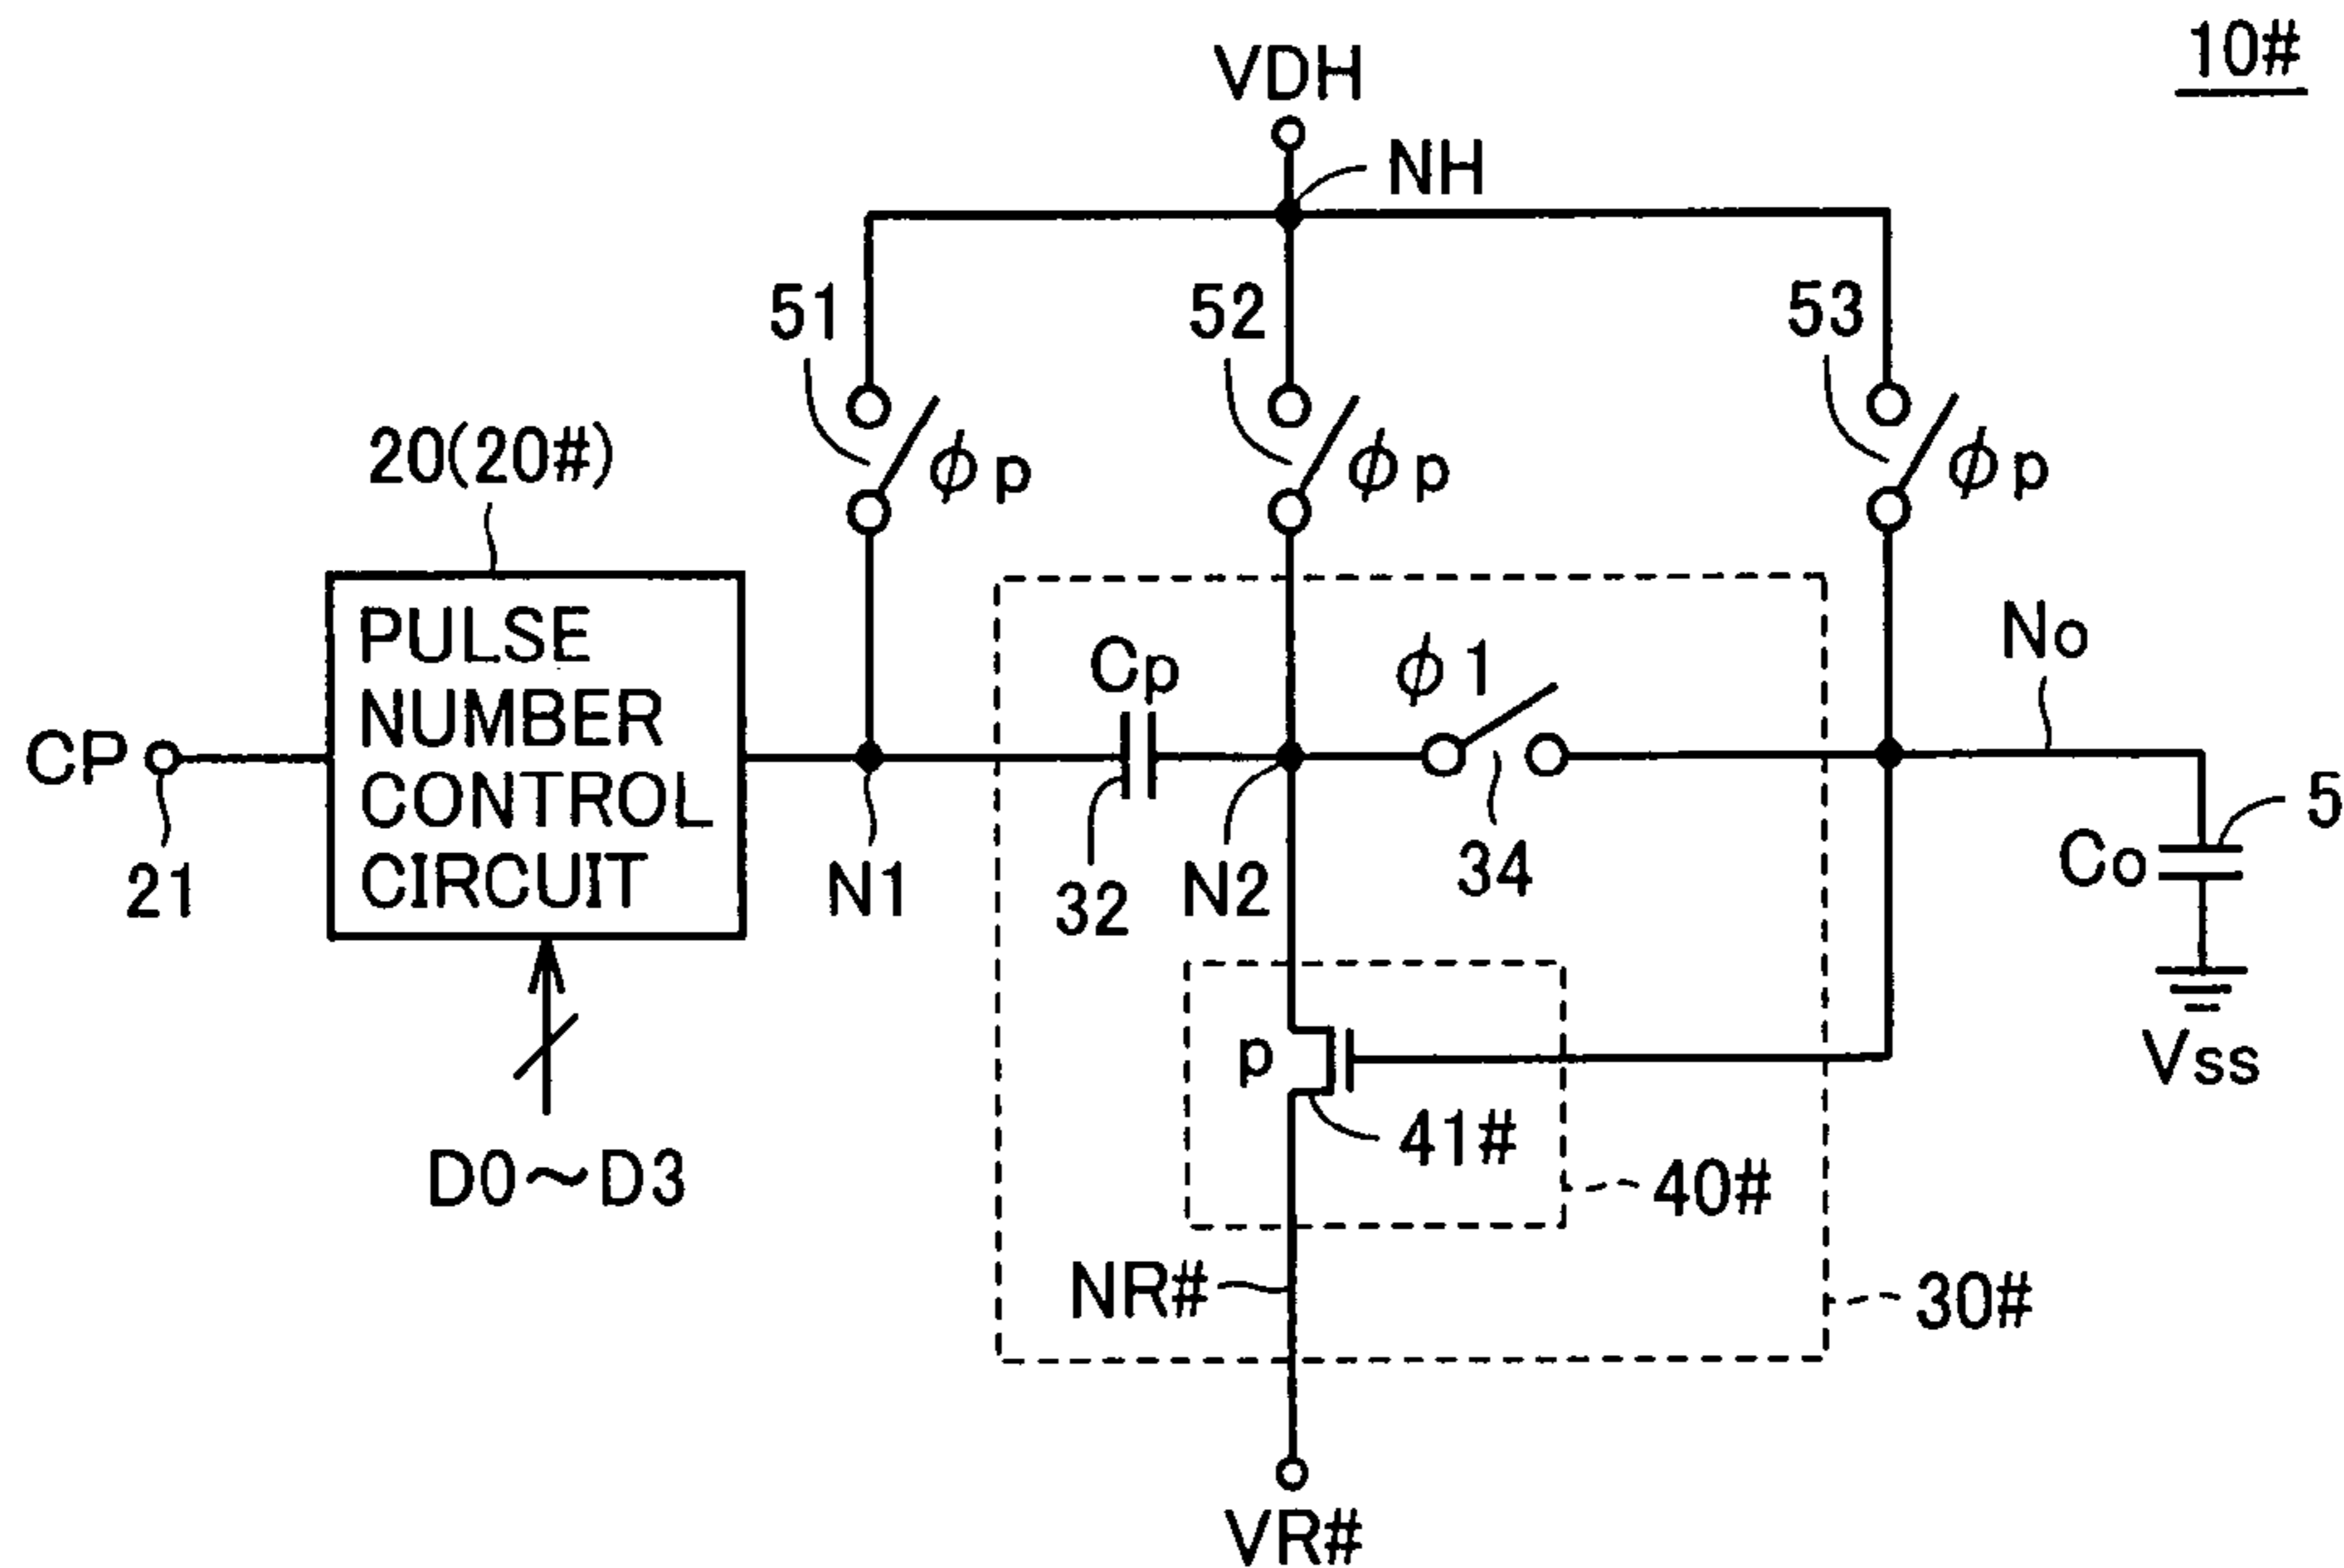 10#
VDH
NH
51
52
53
φp
φp
φp
20(20#)
PULSE
NUMBER
CONTROL
CIRCUIT
CP
21
D0~D3
N1
Cp
32
N2
φ1
34
No
5
Co
Vss
p
41#
40#
NR#
30#
VR#